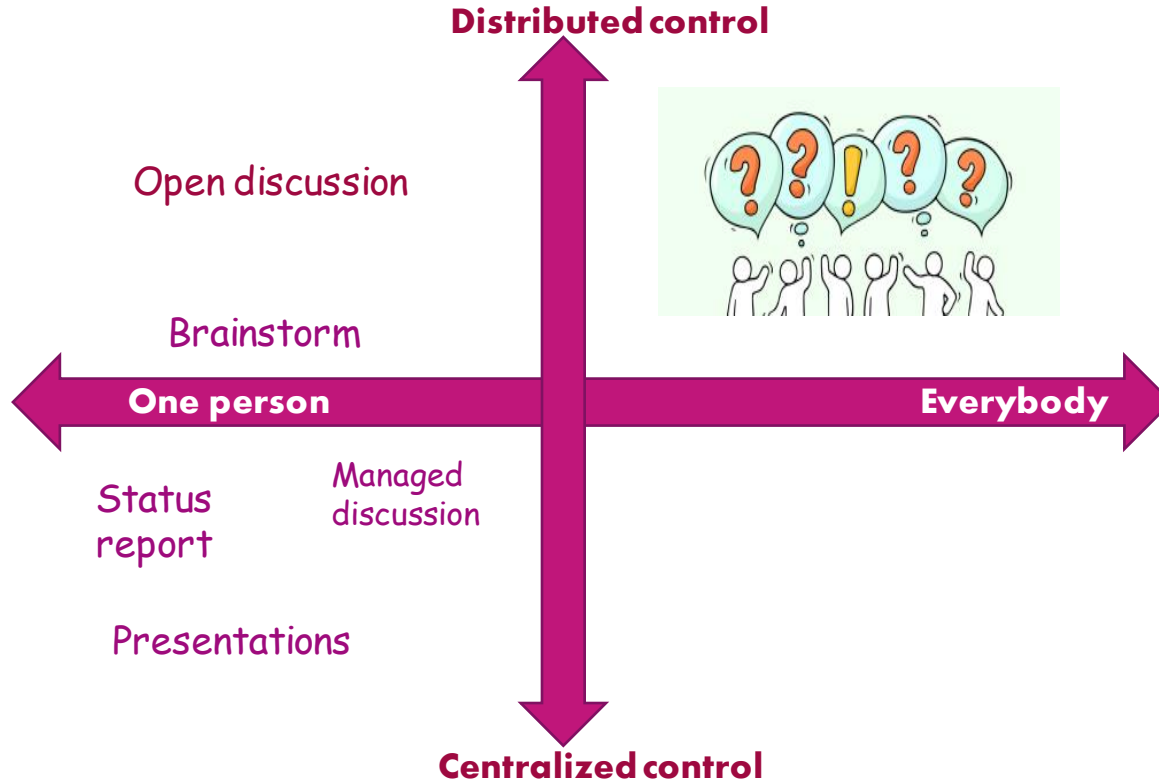 Distributed control
Open discussion
? ? ! ? ?
Brainstorm
One person
Everybody
Managed
discussion
Status
report
Presentations
Centralized control